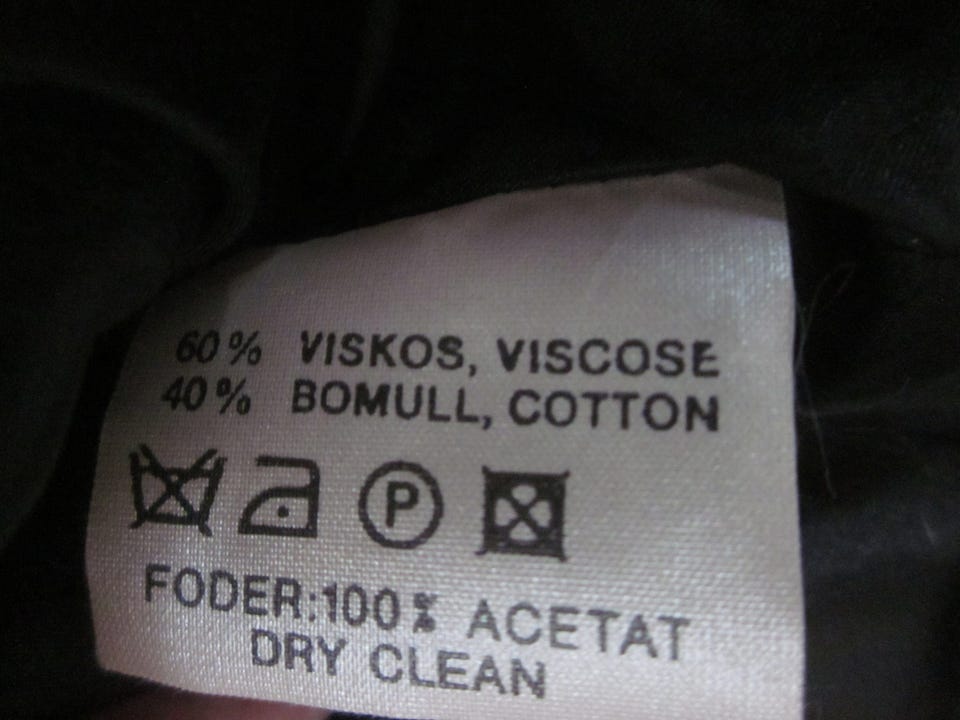 60% VISKOS, VISCOSE
40% BOMULL, COTTON
P
FODER:100% ACETAT
DRY CLEAN